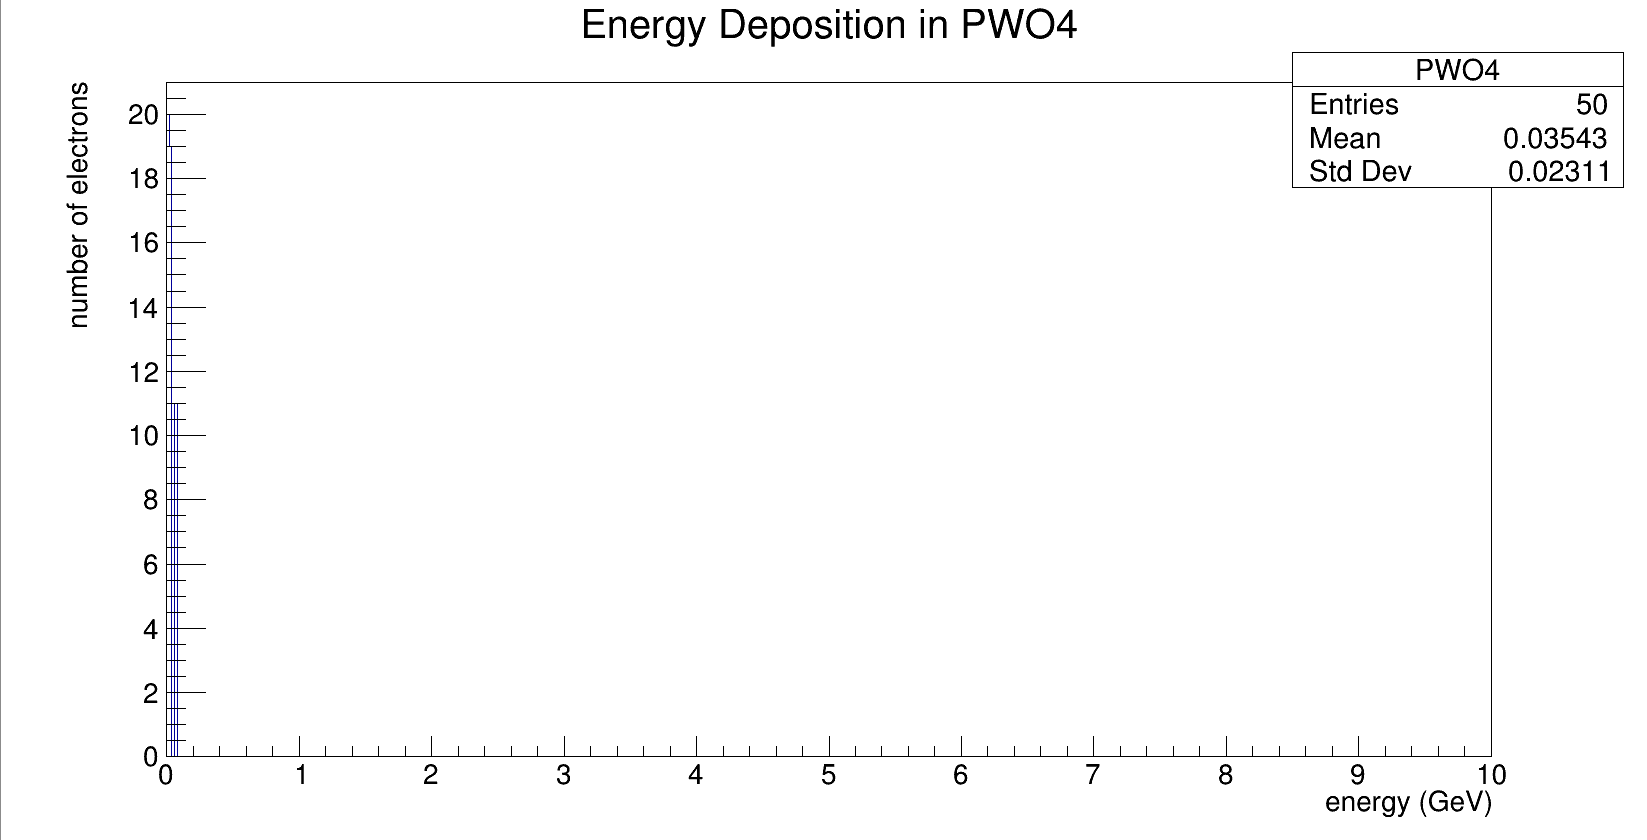 Energy Deposition in PWO4
PWO4
Entries 50
Mean 0.03543
Std Dev 0.02311
number of electrons
20
18
16
14
12
10
8
6
4
2
0
0 1 2 3 4 5 6 7 8 9 10
energy (GeV)